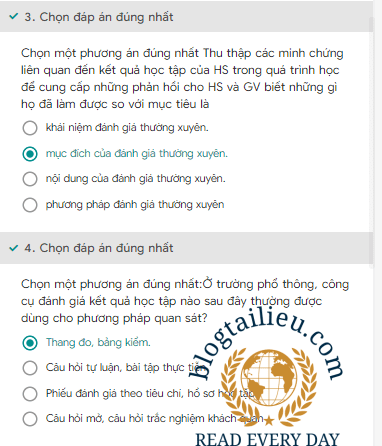 3. Chọn đáp án đúng nhất
Chọn một phương án đúng nhất Thu thập các minh chứng
liên quan đến kết quả học tập của HS trong quá trình học
để cung cấp những phản hồi cho HS và GV biết những gì
họ đã làm được so với mục tiêu là
khái niệm đánh giá thường xuyên.
mục đích của đánh giá thường xuyên.
nội dung của đánh giá thường xuyên.
phương pháp đánh giá thường xuyên
4. Chọn đáp án đúng nhất
Chọn một phương án đúng nhất:Ở trường phổ thông, công
cụ đánh giá kết quả học tập nào sau đây thường được
dùng cho phương pháp quan sát?
Thang đo, bảng kiểm.
Câu hỏi tự luận, bài tập thực tiễn
Phiếu đánh giá theo tiêu chí, hồ sơ học tập
Câu hỏi mở, câu hỏi trắc nghiệm khách quan
blogtailieu.com
READ EVERY DAY